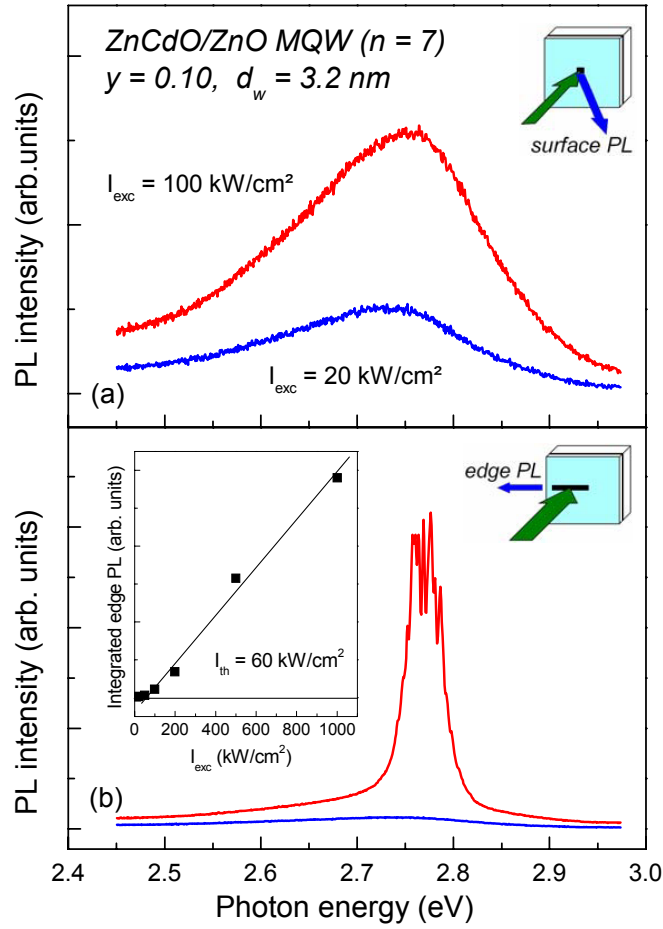 ZnCdO/ZnO MQW (n = 7)
y = 0.10, d_w = 3.2 nm
surface PL
I_exc = 100 kW/cm²
I_exc = 20 kW/cm²
PL intensity (arb.units)
(a)
edge PL
Integrated edge PL (arb. units)
I_th = 60 kW/cm²
0 200 400 600 800 1000
I_exc (kW/cm²)
PL intensity (arb. units)
(b)
2.4 2.5 2.6 2.7 2.8 2.9 3.0
Photon energy (eV)